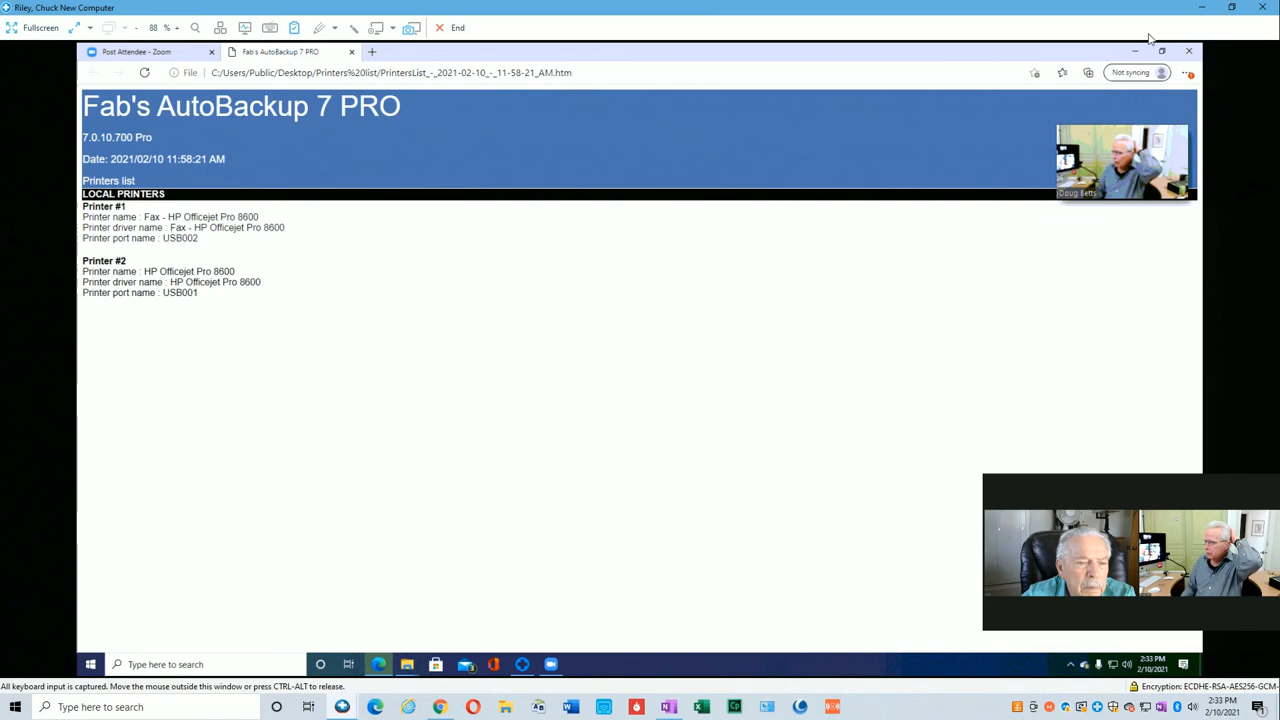 Riley, Chuck New Computer
Fullscreen
- 88 % +
End
Post Attendee - Zoom
Fab's AutoBackup 7 PRO
File
C:/Users/Public/Desktop/Printers%20list/PrintersList_-_2021-02-10_-_11-58-21_AM.htm
Not syncing
Fab's AutoBackup 7 PRO
7.0.10.700 Pro
Date: 2021/02/10 11:58:21 AM
Printers list
LOCAL PRINTERS
Doug Betts
Printer #1
Printer name : Fax - HP Officejet Pro 8600
Printer driver name : Fax - HP Officejet Pro 8600
Printer port name : USB002
Printer #2
Printer name : HP Officejet Pro 8600
Printer driver name : HP Officejet Pro 8600
Printer port name : USB001
Type here to search
2:33 PM
2/10/2021
All keyboard input is captured. Move the mouse outside this window or press CTRL-ALT to release.
Encryption: ECDHE-RSA-AES256-GCM-
Type here to search
2:33 PM
2/10/2021